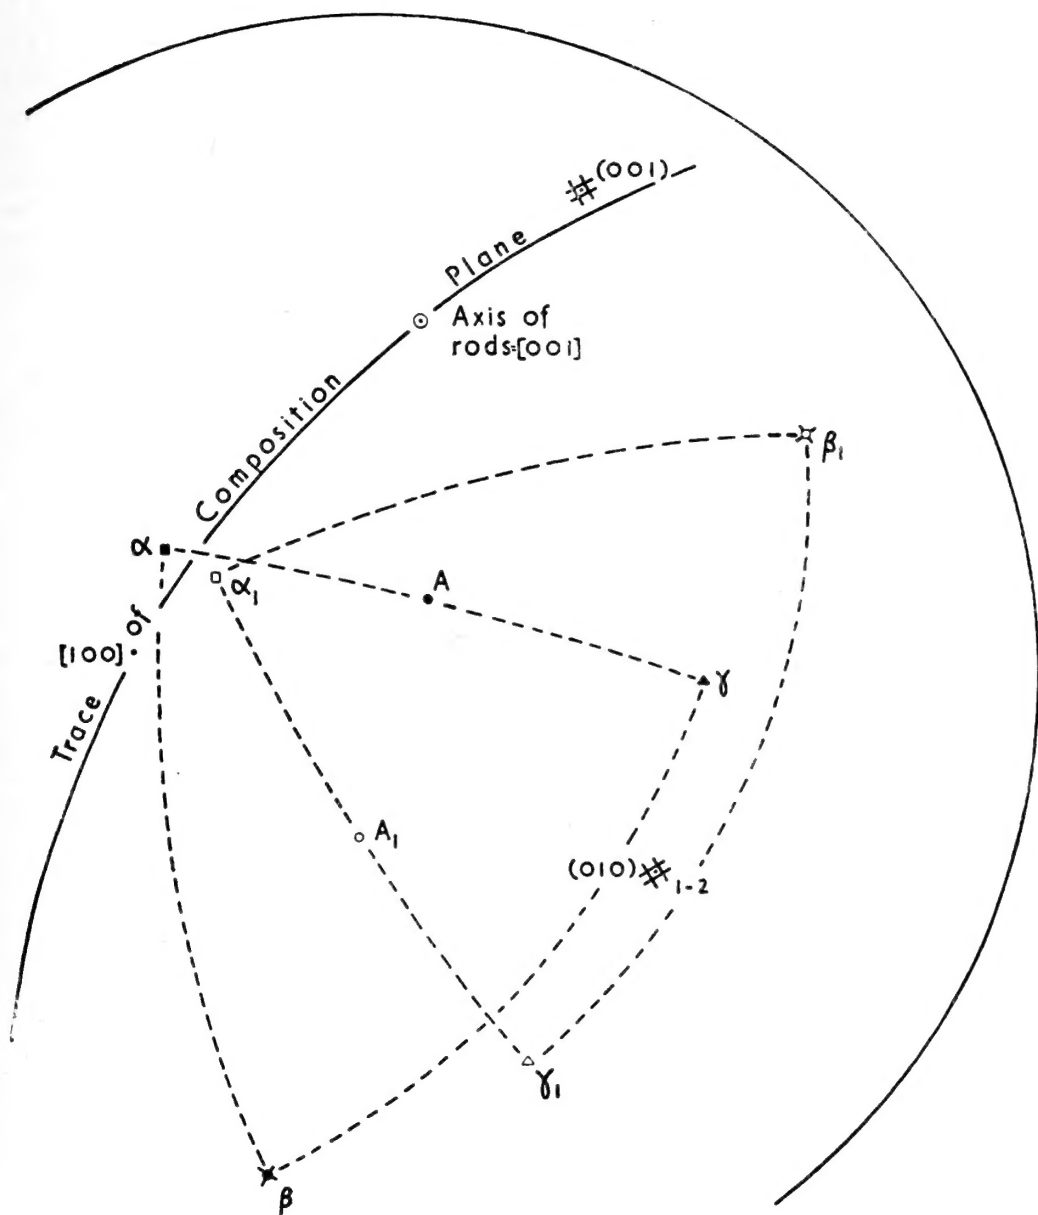 (001)
Plane
Axis of
rods=[001]
Composition
β₁
α
α₁
A
of
[100]
γ
Trace
A₁
(010)
1-2
γ₁
β